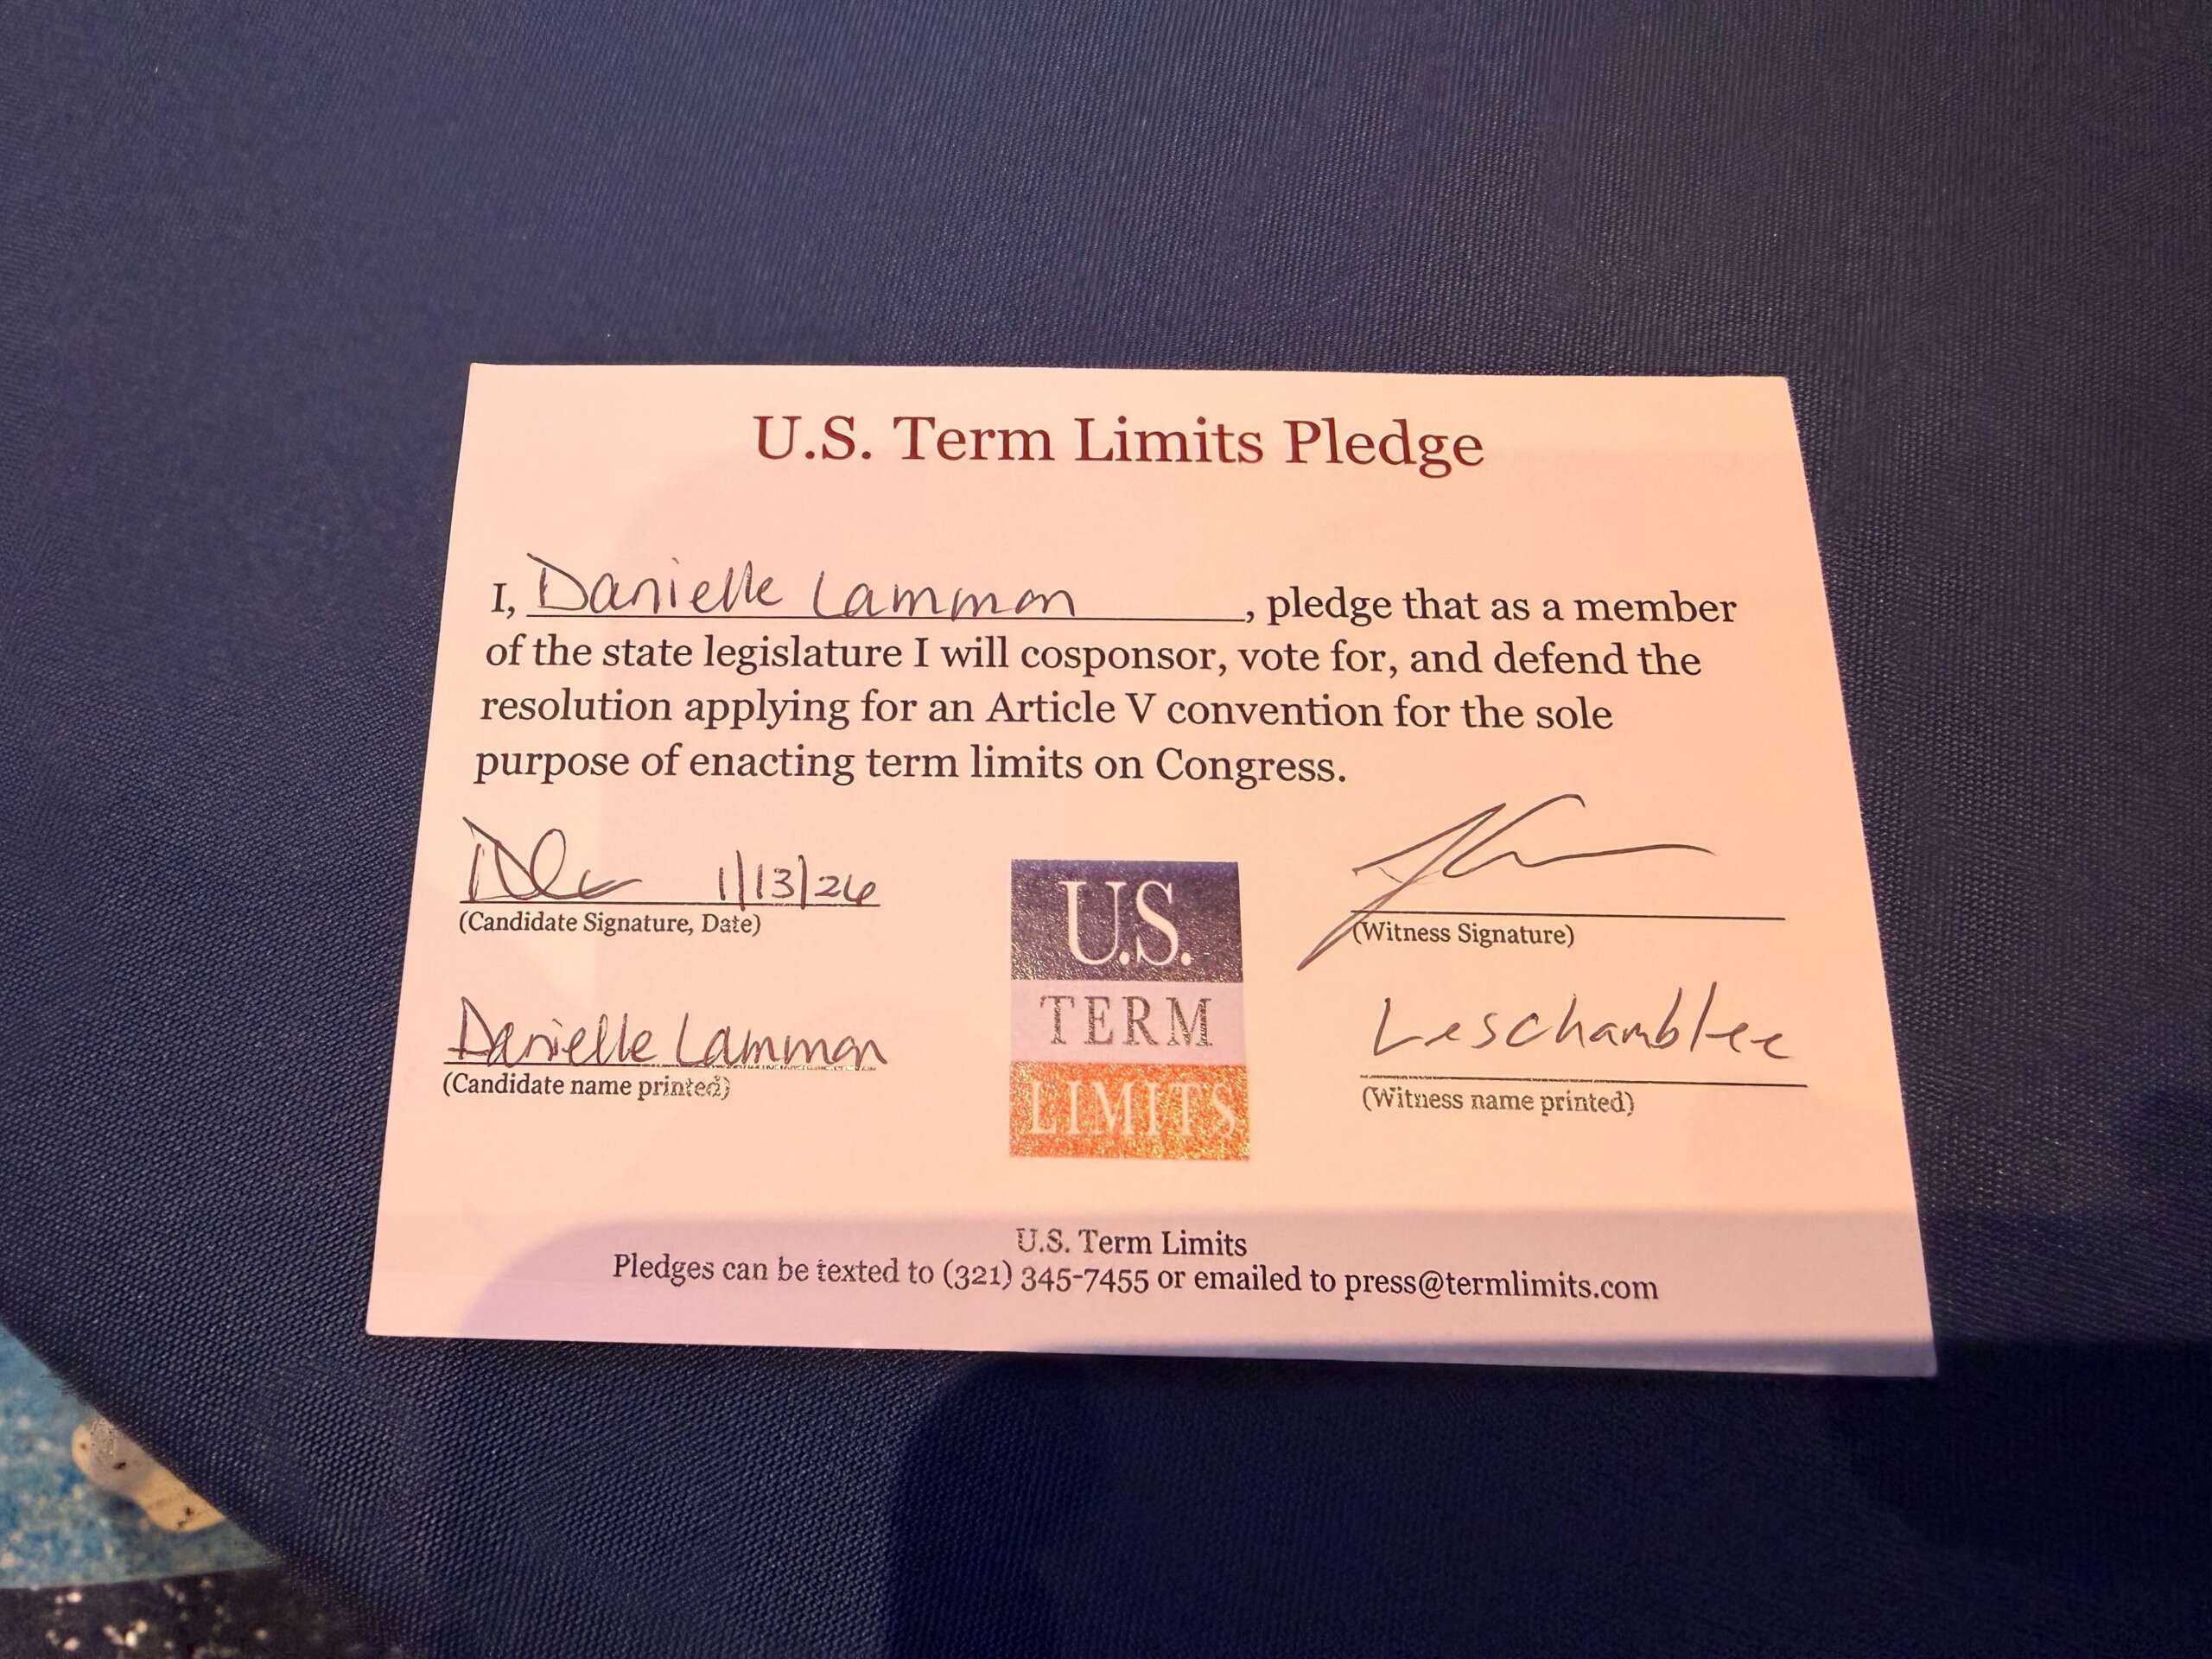 U.S. Term Limits Pledge
I, Danielle Lammon, pledge that as a member
of the state legislature I will cosponsor, vote for, and defend the
resolution applying for an Article V convention for the sole
purpose of enacting term limits on Congress.
1/13/26
(Candidate Signature, Date)
(Witness Signature)
Danielle Lammon
(Candidate name printed)
U.S.
TERM
LIMITS
Leschamblee
(Witness name printed)
U.S. Term Limits
Pledges can be texted to (321) 345-7455 or emailed to press@termlimits.com